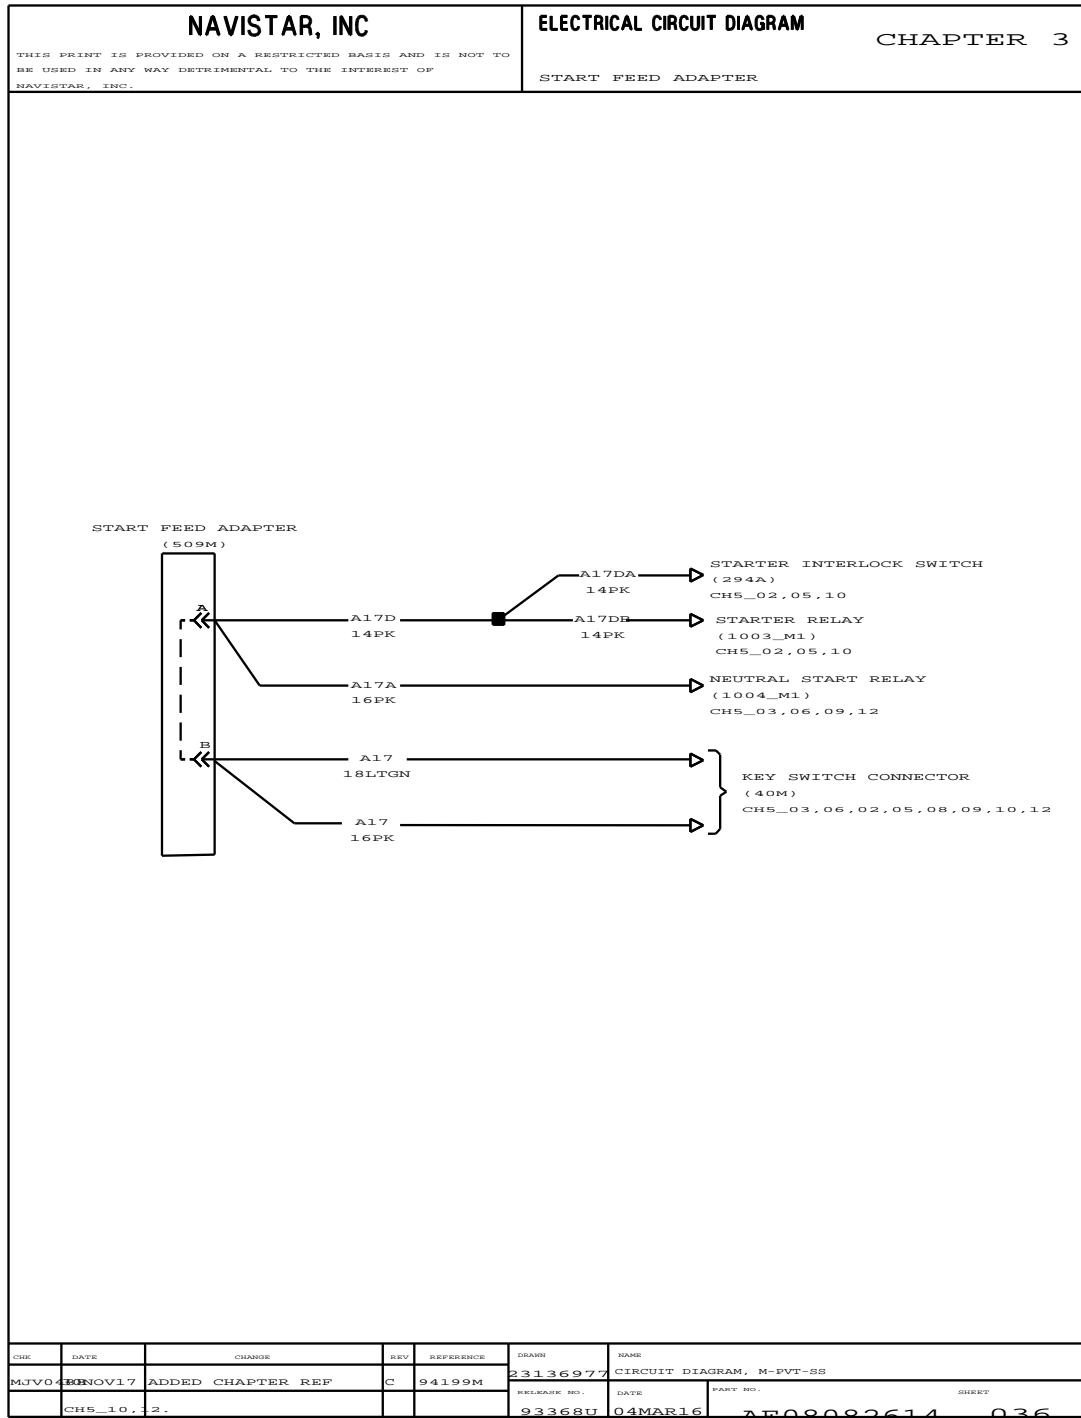 NAVISTAR, INC
THIS PRINT IS PROVIDED ON A RESTRICTED BASIS AND IS NOT TO
BE USED IN ANY WAY DETRIMENTAL TO THE INTEREST OF
NAVISTAR, INC.
ELECTRICAL CIRCUIT DIAGRAM
CHAPTER 3
START FEED ADAPTER
START FEED ADAPTER
(509M)
A
B
A17D
14PK
A17DA
14PK
A17DB
14PK
A17A
16PK
A17
18LTGN
A17
16PK
STARTER INTERLOCK SWITCH
(294A)
CH5_02,05,10
STARTER RELAY
(1003_M1)
CH5_02,05,10
NEUTRAL START RELAY
(1004_M1)
CH5_03,06,09,12
KEY SWITCH CONNECTOR
(40M)
CH5_03,06,02,05,08,09,10,12
CHK DATE CHANGE REV REFERENCE
ADDED CHAPTER REF C 94199M
CH5_10,12.
DRAWN NAME
23136977 CIRCUIT DIAGRAM, M-PVT-SS
RELEASE NO. DATE PART NO. SHEET
93368U 04MAR16 AE08082614 036